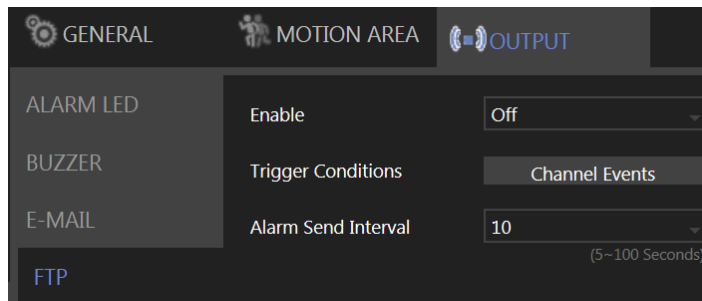 GENERAL
MOTION AREA
OUTPUT
ALARM LED
BUZZER
E-MAIL
FTP
Enable
Off
Trigger Conditions
Channel Events
Alarm Send Interval
10
(5~100 Seconds)